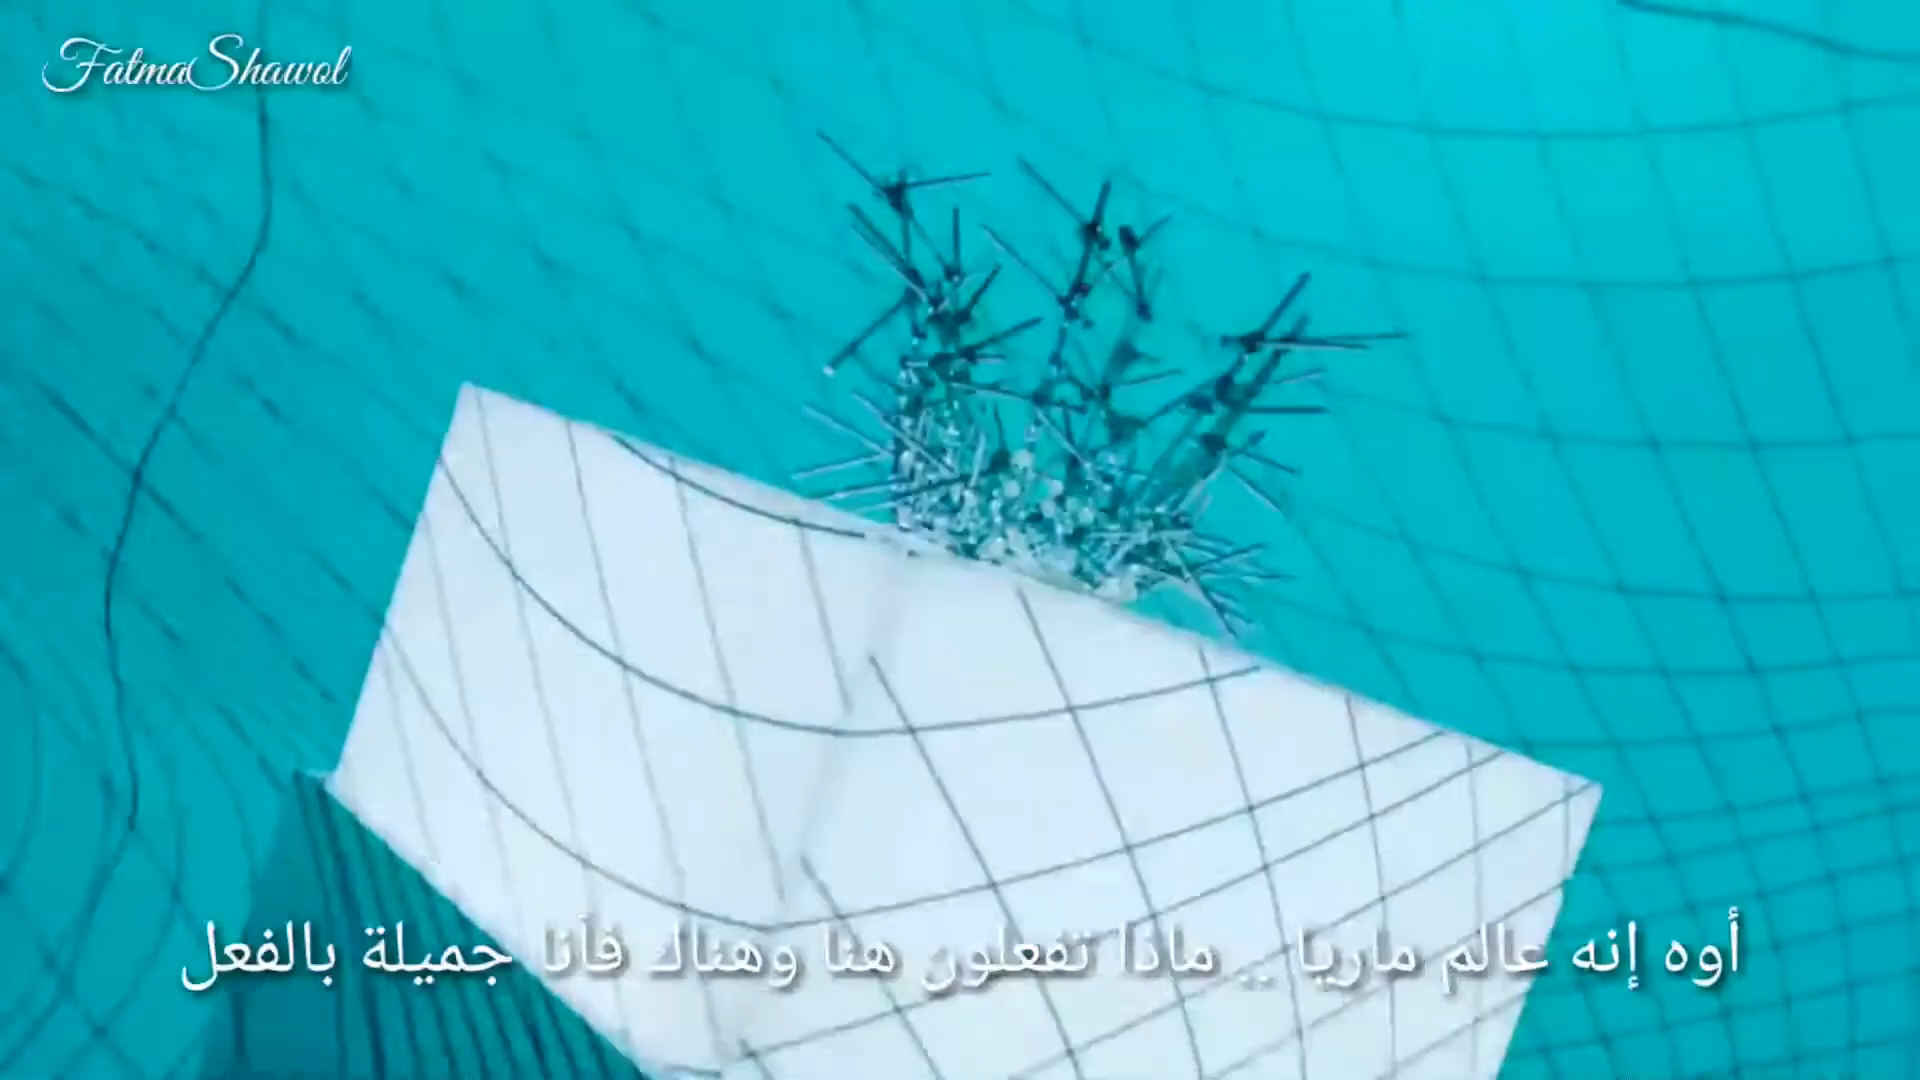 FatmaShawol
أوه إنه عالم ماريا .. ماذا تفعلون هنا وهناك فأنا جميلة بالفعل